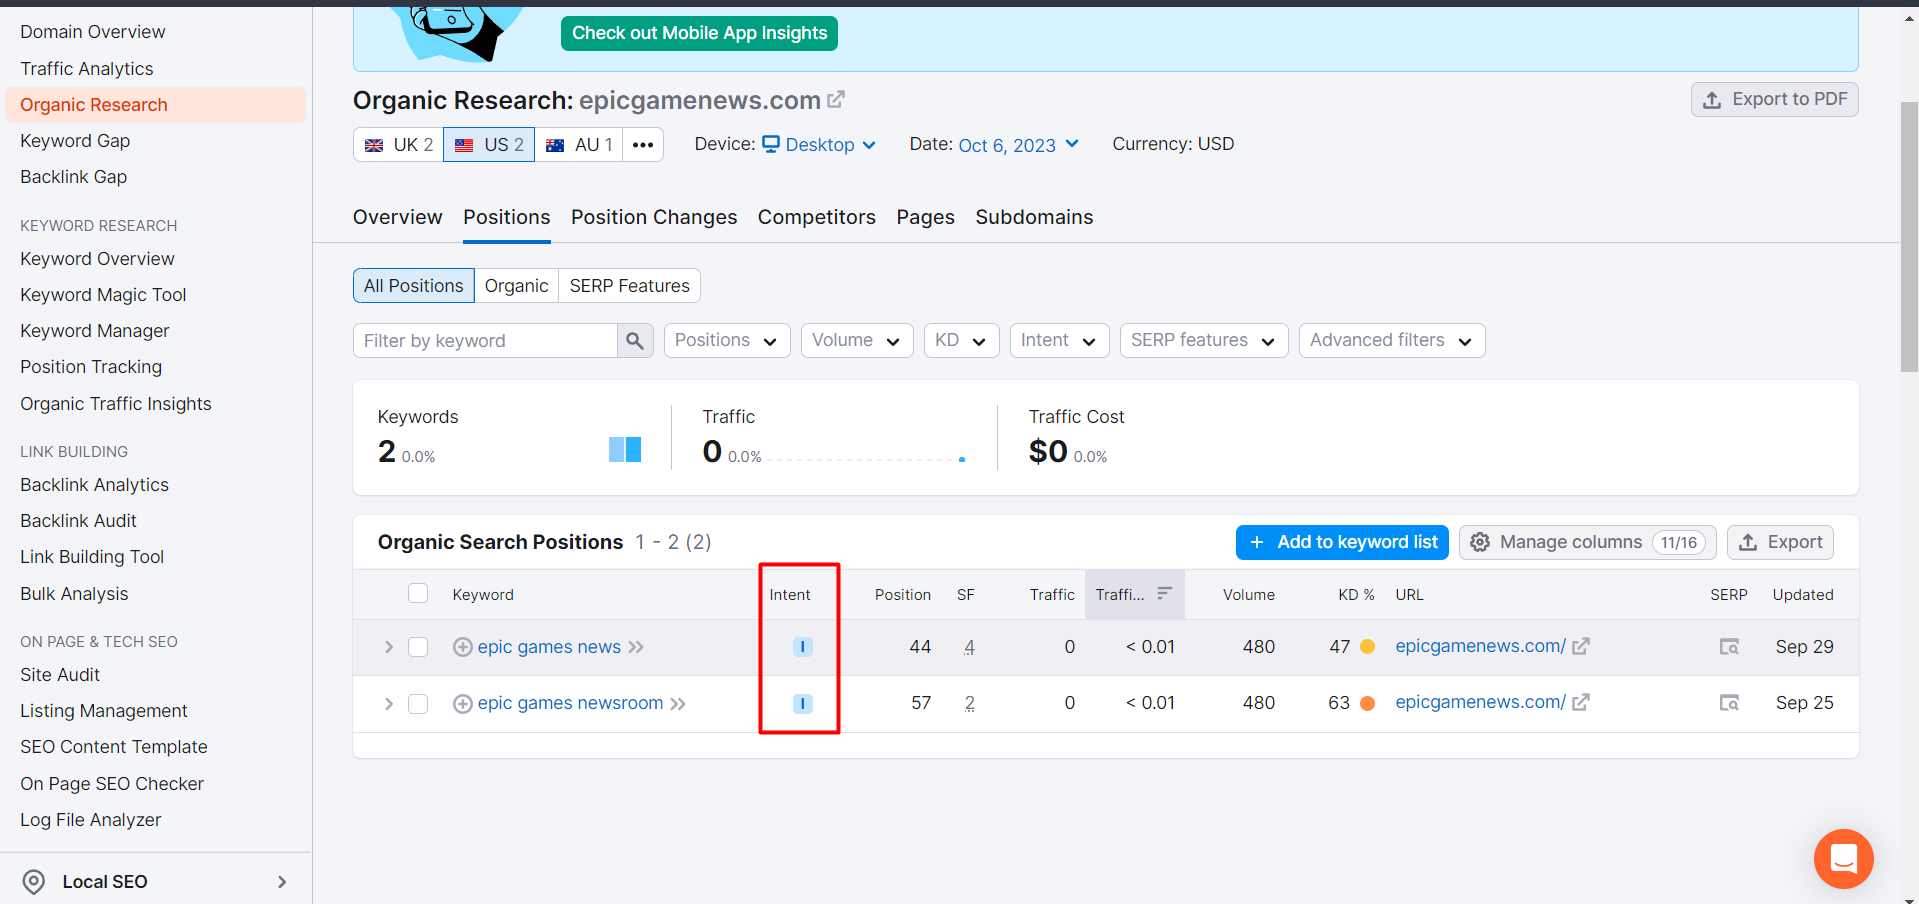 Domain Overview
Traffic Analytics
Organic Research
Keyword Gap
Backlink Gap
KEYWORD RESEARCH
Keyword Overview
Keyword Magic Tool
Keyword Manager
Position Tracking
Organic Traffic Insights
LINK BUILDING
Backlink Analytics
Backlink Audit
Link Building Tool
Bulk Analysis
ON PAGE & TECH SEO
Site Audit
Listing Management
SEO Content Template
On Page SEO Checker
Log File Analyzer
Local SEO
Check out Mobile App Insights
Organic Research: epicgamenews.com
Export to PDF
UK 2 US 2 AU 1 ••• Device: Desktop Date: Oct 6, 2023 Currency: USD
Overview Positions Position Changes Competitors Pages Subdomains
All Positions Organic SERP Features
Filter by keyword Positions Volume KD Intent SERP features Advanced filters
Keywords Traffic Traffic Cost
2 0.0% 0 0.0% $0 0.0%
Organic Search Positions 1 - 2 (2) + Add to keyword list Manage columns 11/16 Export
Keyword Intent Position SF Traffic Traffi... Volume KD % URL SERP Updated
epic games news I 44 4 0 < 0.01 480 47 epicgamenews.com/ Sep 29
epic games newsroom I 57 2 0 < 0.01 480 63 epicgamenews.com/ Sep 25